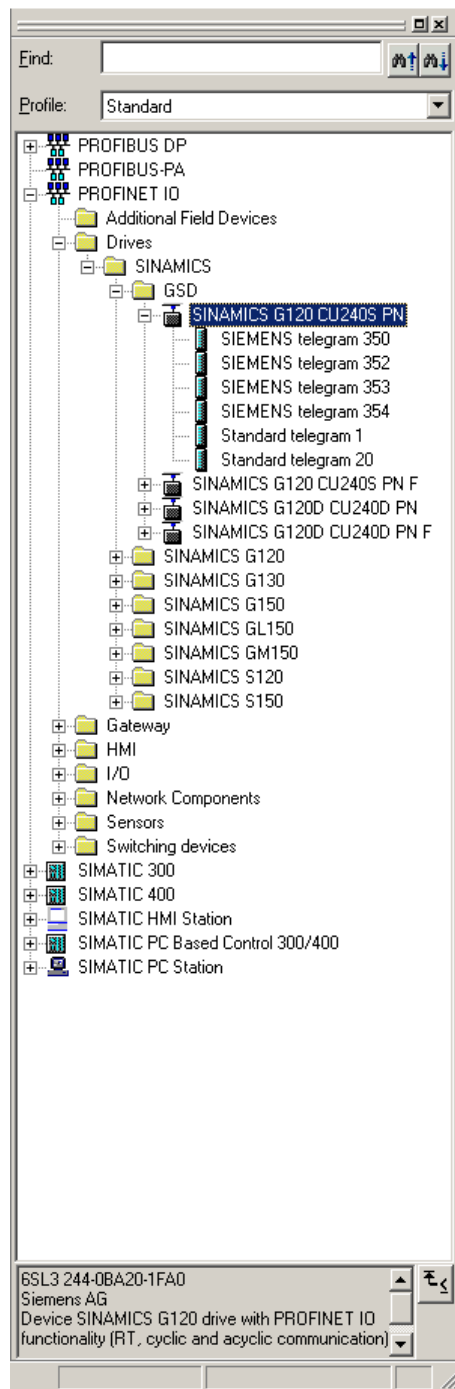 Find:
Profile: Standard
PROFIBUS DP
PROFIBUS-PA
PROFINET IO
Additional Field Devices
Drives
SINAMICS
GSD
SINAMICS G120 CU240S PN
SIEMENS telegram 350
SIEMENS telegram 352
SIEMENS telegram 353
SIEMENS telegram 354
Standard telegram 1
Standard telegram 20
SINAMICS G120 CU240S PN F
SINAMICS G120D CU240D PN
SINAMICS G120D CU240D PN F
SINAMICS G120
SINAMICS G130
SINAMICS G150
SINAMICS GL150
SINAMICS GM150
SINAMICS S120
SINAMICS S150
Gateway
HMI
I/O
Network Components
Sensors
Switching devices
SIMATIC 300
SIMATIC 400
SIMATIC HMI Station
SIMATIC PC Based Control 300/400
SIMATIC PC Station
6SL3 244-0BA20-1FA0
Siemens AG
Device SINAMICS G120 drive with PROFINET IO
functionality (RT, cyclic and acyclic communication)